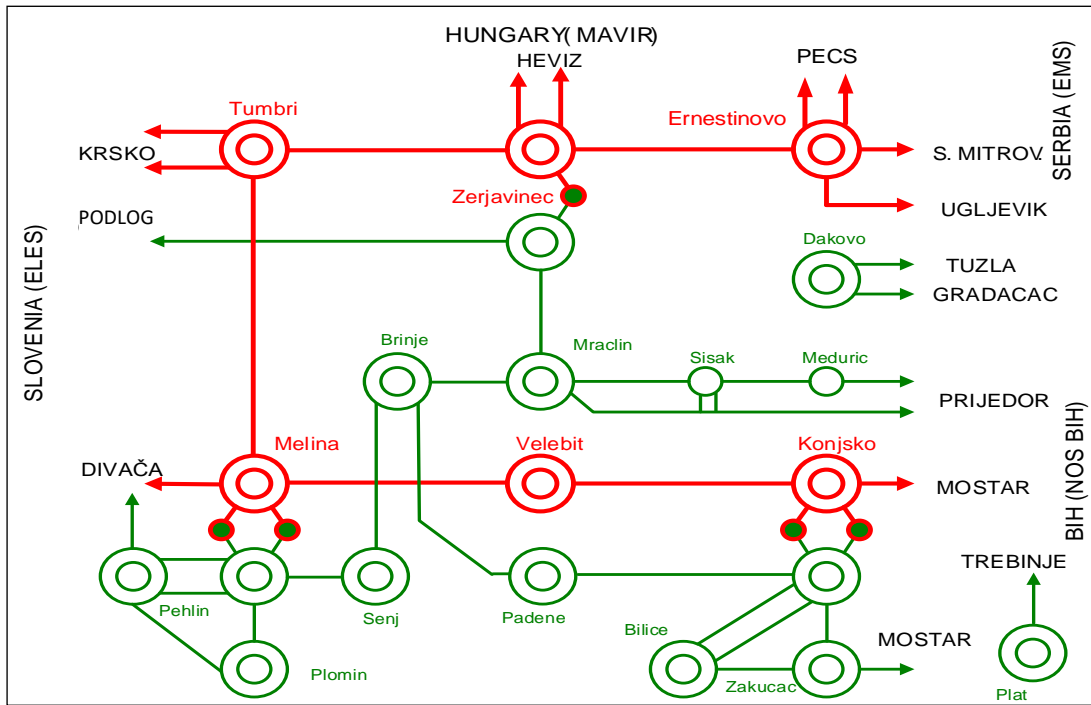 HUNGARY( MAVIR)
HEVIZ
PECS
Tumbri
Ernestinovo
SERBIA (EMS)
KRSKO
S. MITROV.
Zerjavinec
UGLJEVIK
PODLOG
Dakovo
TUZLA
GRADACAC
SLOVENIA (ELES)
Brinje
Mraclin
Sisak
Meduric
PRIJEDOR
Melina
Velebit
Konjsko
DIVAČA
MOSTAR
BIH (NOS BIH)
TREBINJE
Pehlin
Senj
Padene
Bilice
MOSTAR
Plomin
Zakucac
Plat